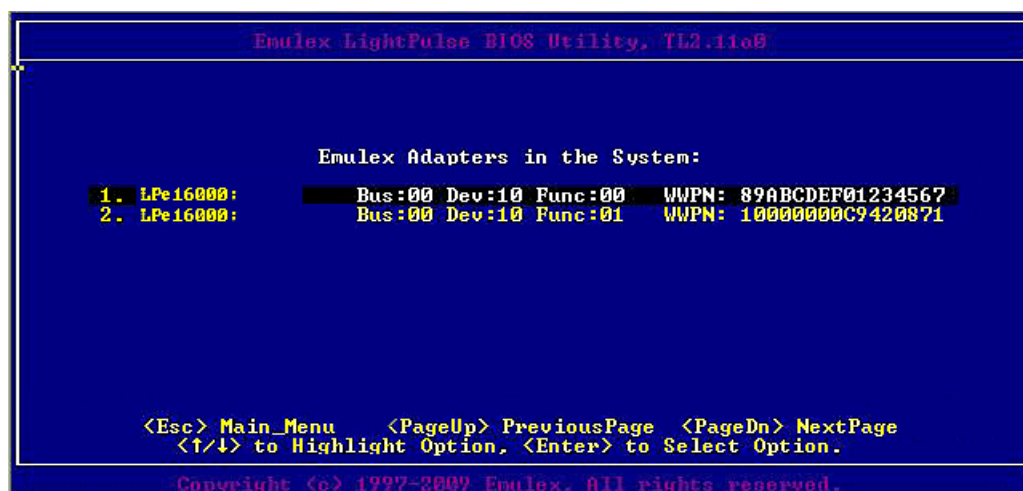 Emulex LightPulse BIOS Utility, TL2.11a0
Emulex Adapters in the System:
1. LPe16000: Bus:00 Dev:10 Func:00 WWPN: 89ABCDEF01234567
2. LPe16000: Bus:00 Dev:10 Func:01 WWPN: 10000000C9420871
<Esc> Main_Menu <PageUp> PreviousPage <PageDn> NextPage
<↑/↓> to Highlight Option, <Enter> to Select Option.
Copyright (c) 1997-2009 Emulex. All rights reserved.